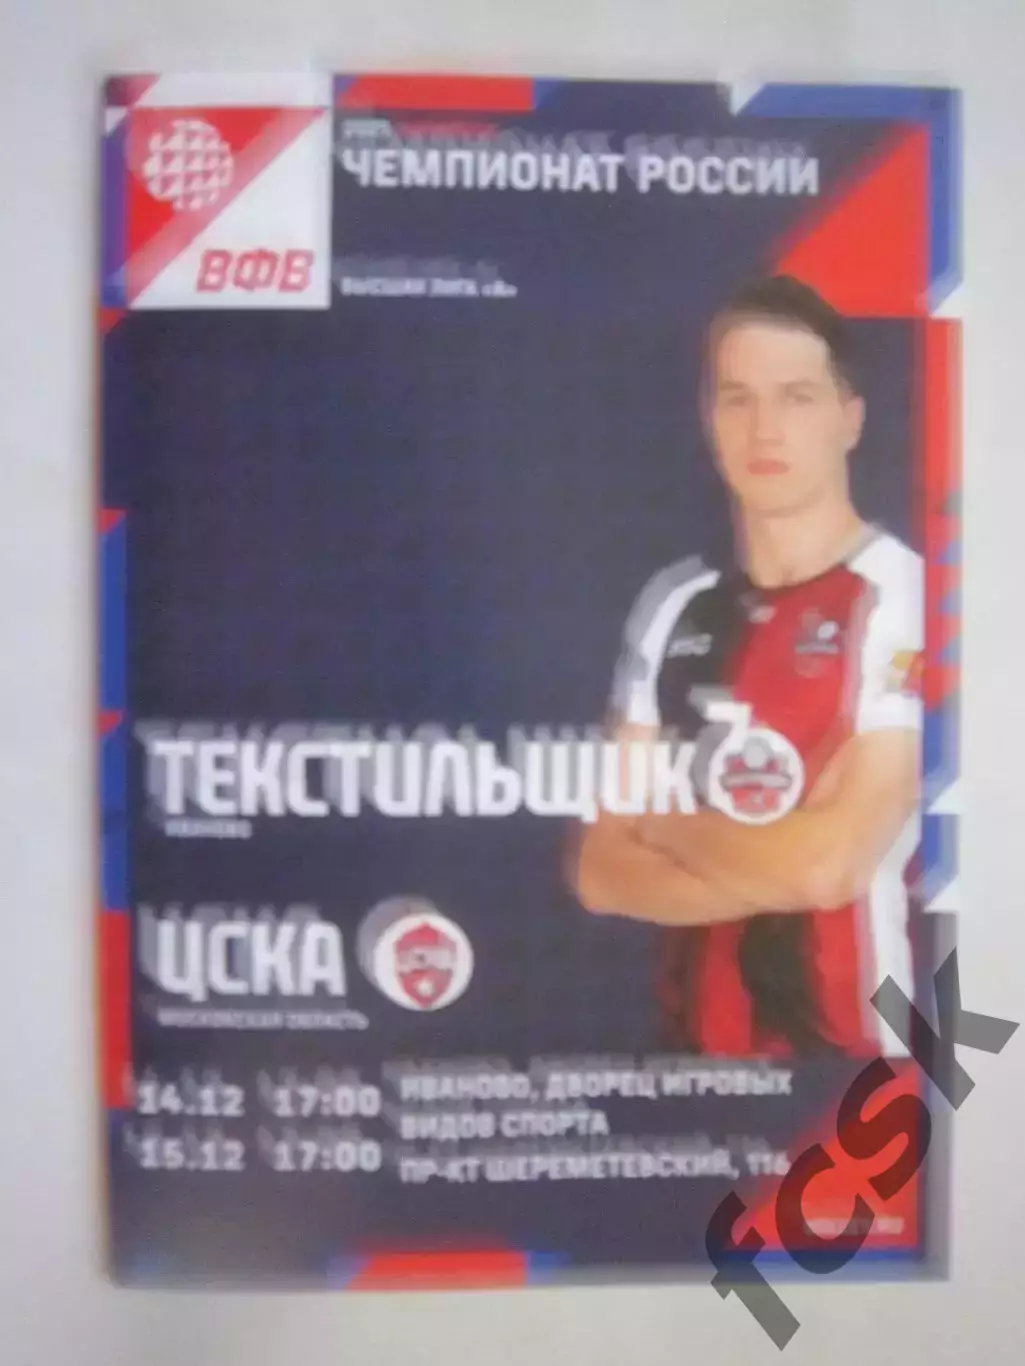 ЧЕМПИОНАТ РОССИИ
ВФВ
ВЫСШАЯ ЛИГА «А»
ТЕКСТИЛЬЩИК
ИВАНОВО
ЦСКА
МОСКОВСКАЯ ОБЛАСТЬ
14.12 17:00
15.12 17:00
ИВАНОВО, ДВОРЕЦ ИГРОВЫХ
ВИДОВ СПОРТА
ПР-КТ ШЕРЕМЕТЕВСКИЙ, 116
fcsk